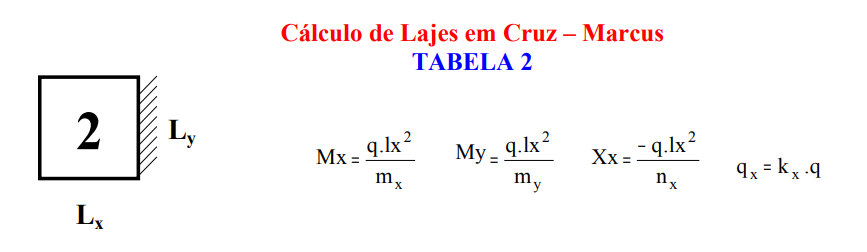 Cálculo de Lajes em Cruz – Marcus
TABELA 2
2
Ly
Lx
Mx = q.lx² / mx
My = q.lx² / my
Xx = - q.lx² / nx
qx = kx .q